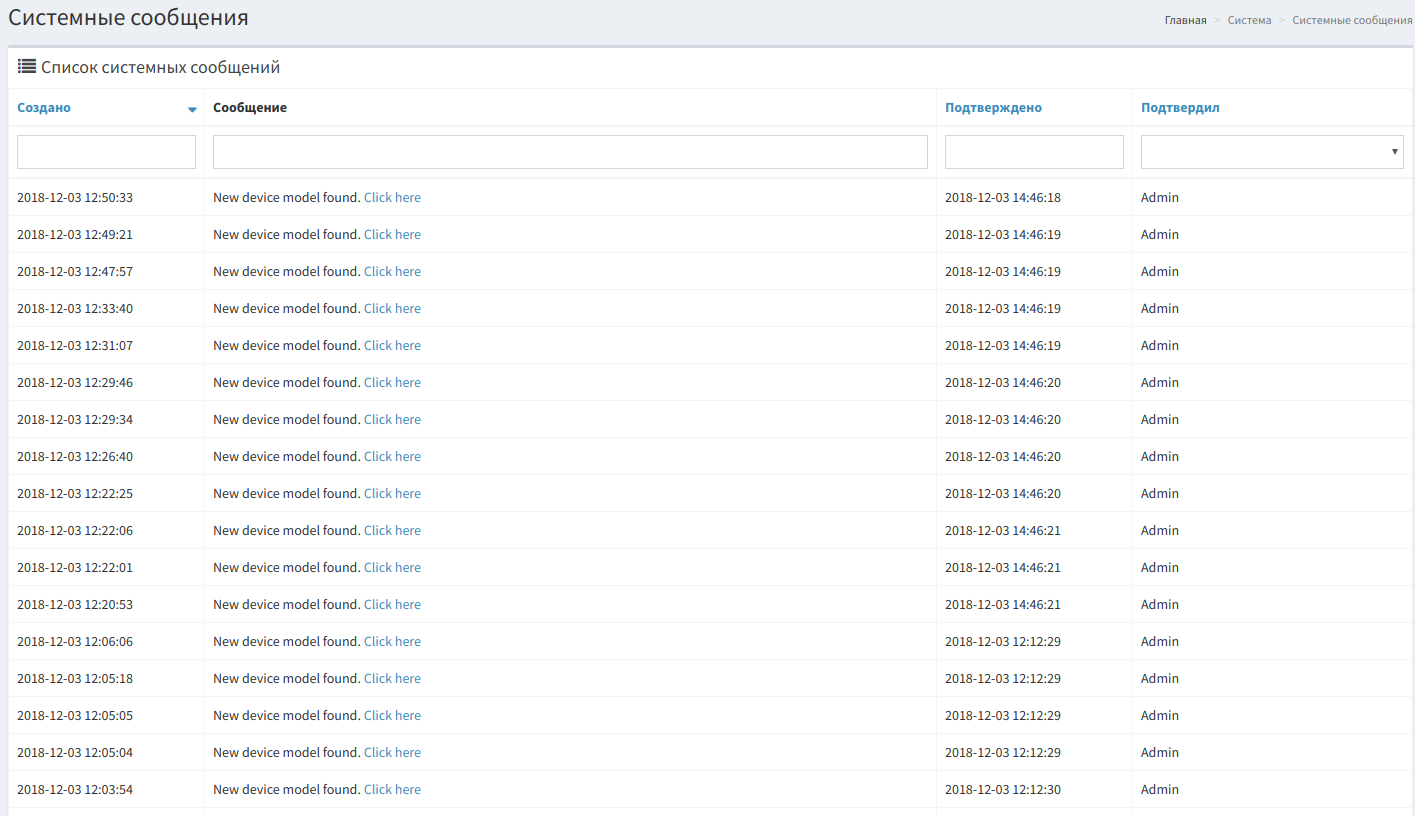 Системные сообщения
Главная > Система > Системные сообщения
Список системных сообщений
Создано Сообщение Подтверждено Подтвердил
2018-12-03 12:50:33 New device model found. Click here 2018-12-03 14:46:18 Admin
2018-12-03 12:49:21 New device model found. Click here 2018-12-03 14:46:19 Admin
2018-12-03 12:47:57 New device model found. Click here 2018-12-03 14:46:19 Admin
2018-12-03 12:33:40 New device model found. Click here 2018-12-03 14:46:19 Admin
2018-12-03 12:31:07 New device model found. Click here 2018-12-03 14:46:19 Admin
2018-12-03 12:29:46 New device model found. Click here 2018-12-03 14:46:20 Admin
2018-12-03 12:29:34 New device model found. Click here 2018-12-03 14:46:20 Admin
2018-12-03 12:26:40 New device model found. Click here 2018-12-03 14:46:20 Admin
2018-12-03 12:22:25 New device model found. Click here 2018-12-03 14:46:20 Admin
2018-12-03 12:22:06 New device model found. Click here 2018-12-03 14:46:21 Admin
2018-12-03 12:22:01 New device model found. Click here 2018-12-03 14:46:21 Admin
2018-12-03 12:20:53 New device model found. Click here 2018-12-03 14:46:21 Admin
2018-12-03 12:06:06 New device model found. Click here 2018-12-03 12:12:29 Admin
2018-12-03 12:05:18 New device model found. Click here 2018-12-03 12:12:29 Admin
2018-12-03 12:05:05 New device model found. Click here 2018-12-03 12:12:29 Admin
2018-12-03 12:05:04 New device model found. Click here 2018-12-03 12:12:29 Admin
2018-12-03 12:03:54 New device model found. Click here 2018-12-03 12:12:30 Admin